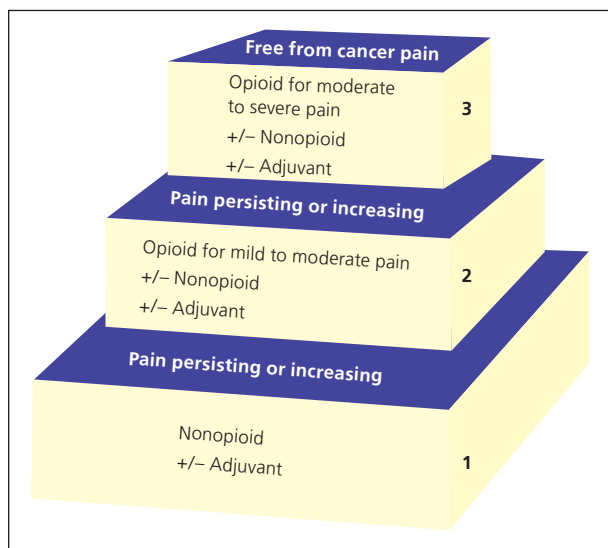 Free from cancer pain
Opioid for moderate
to severe pain
+/– Nonopioid
+/– Adjuvant
3
Pain persisting or increasing
Opioid for mild to moderate pain
+/– Nonopioid
+/– Adjuvant
2
Pain persisting or increasing
Nonopioid
+/– Adjuvant
1